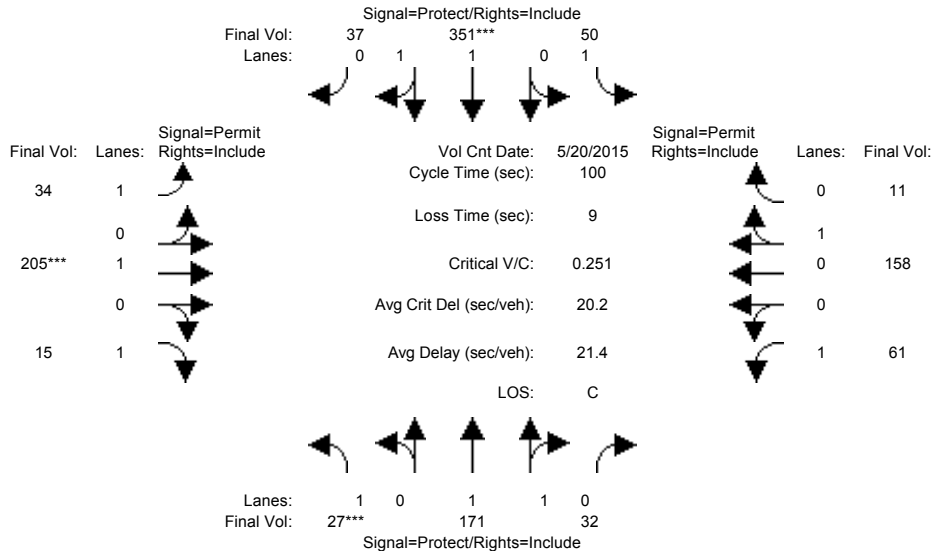 Signal=Protect/Rights=Include
Final Vol: 37 351*** 50
Lanes: 0 1 1 0 1
Signal=Permit Signal=Permit
Final Vol: Lanes: Rights=Include Vol Cnt Date: 5/20/2015 Rights=Include Lanes: Final Vol:
Cycle Time (sec): 100
34 1 0 11
Loss Time (sec): 9
0 1
205*** 1 Critical V/C: 0.251 0 158
0 Avg Crit Del (sec/veh): 20.2 0
15 1 Avg Delay (sec/veh): 21.4 1 61
LOS: C
Lanes: 1 0 1 1 0
Final Vol: 27*** 171 32
Signal=Protect/Rights=Include